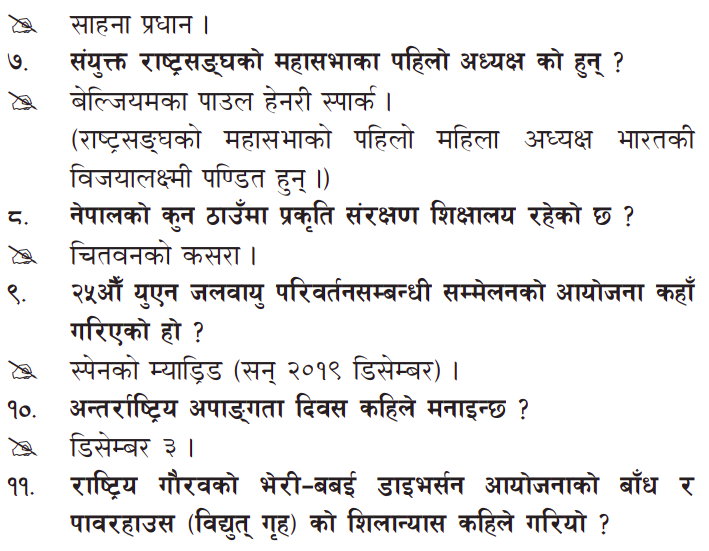 साहना प्रधान ।
७. संयुक्त राष्ट्रसङ्घको महासभाका पहिलो अध्यक्ष को हुन् ?
बेल्जियमका पाउल हेनरी स्पार्क ।
(राष्ट्रसङ्घको महासभाको पहिलो महिला अध्यक्ष भारतकी
विजयालक्ष्मी पण्डित हुन् ।)
८. नेपालको कुन ठाउँमा प्रकृति संरक्षण शिक्षालय रहेको छ ?
चितवनको कसरा ।
९. २५औँ युएन जलवायु परिवर्तनसम्बन्धी सम्मेलनको आयोजना कहाँ
गरिएको हो ?
स्पेनको म्याड्रिड (सन् २०१९ डिसेम्बर) ।
१०. अन्तर्राष्ट्रिय अपाङ्गता दिवस कहिले मनाइन्छ ?
डिसेम्बर ३ ।
११. राष्ट्रिय गौरवको भेरी–बबई डाइभर्सन आयोजनाको बाँध र
पावरहाउस (विद्युत् गृह) को शिलान्यास कहिले गरियो ?